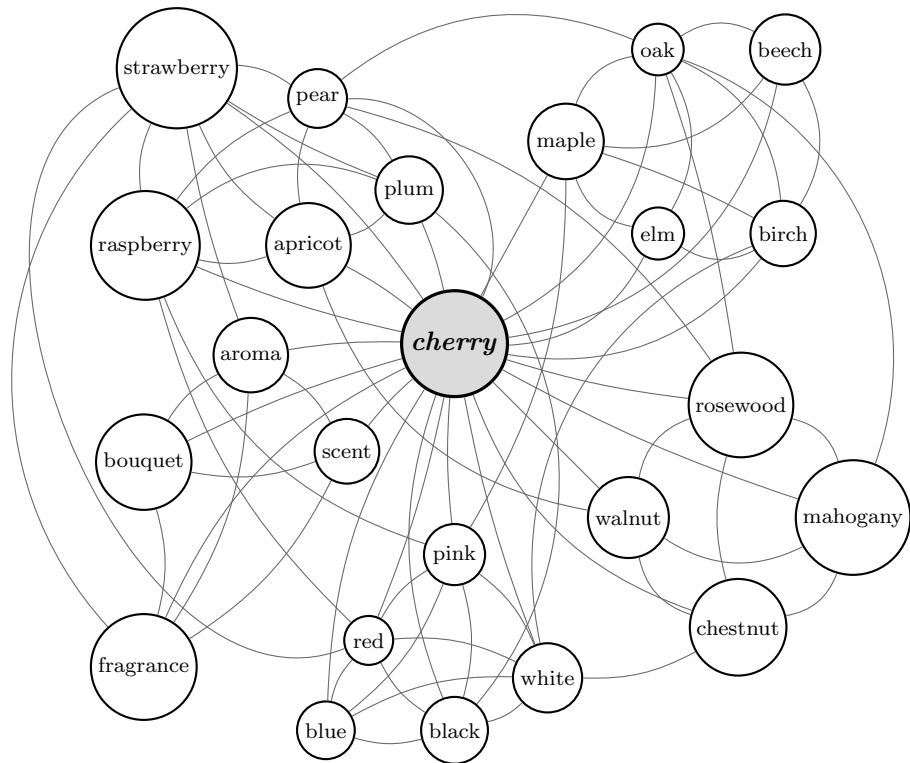 strawberry
pear
oak
beech
maple
plum
raspberry
apricot
elm
birch
cherry
aroma
rosewood
bouquet
scent
walnut
mahogany
pink
chestnut
red
fragrance
white
blue
black